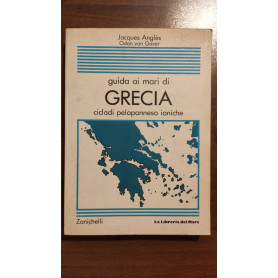 Jacques Anglès
Odon van Gaver
guida ai mari di
GRECIA
cicladi peloponneso ioniche
Zanichelli
La Libreria del Mare